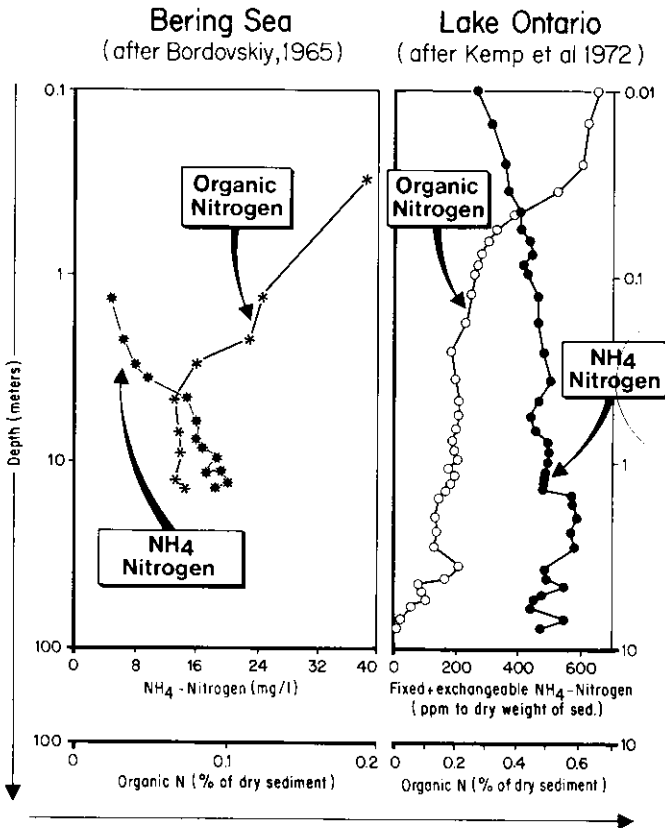 Bering Sea
(after Bordovskiy, 1965)
Lake Ontario
(after Kemp et al 1972)
0.1
1
10
100
Depth (meters)
Organic
Nitrogen
NH4
Nitrogen
0
8
16
24
32
40
NH4-Nitrogen (mg/l)
100
0
0.1
0.2
Organic N (% of dry sediment)
0.01
0.1
1
10
Organic
Nitrogen
NH4
Nitrogen
0
200
400
600
Fixed+exchangeable NH4-Nitrogen
(ppm to dry weight of sed.)
10
0
0.2
0.4
0.6
Organic N (% of dry sediment)